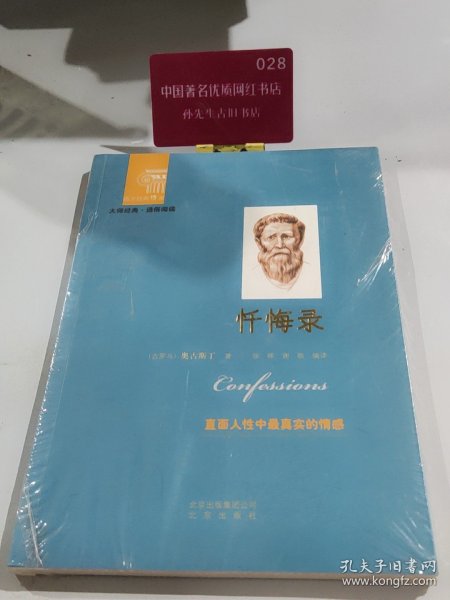 028
中国著名优质网红书店
孙先生古旧书店
大师经典·通俗阅读
忏悔录
(古罗马) 奥古斯丁 著
编译
Confessions
直面人性中最真实的情感
北京出版集团公司
北京出版社
孔夫子旧书网
www.kongfz.com